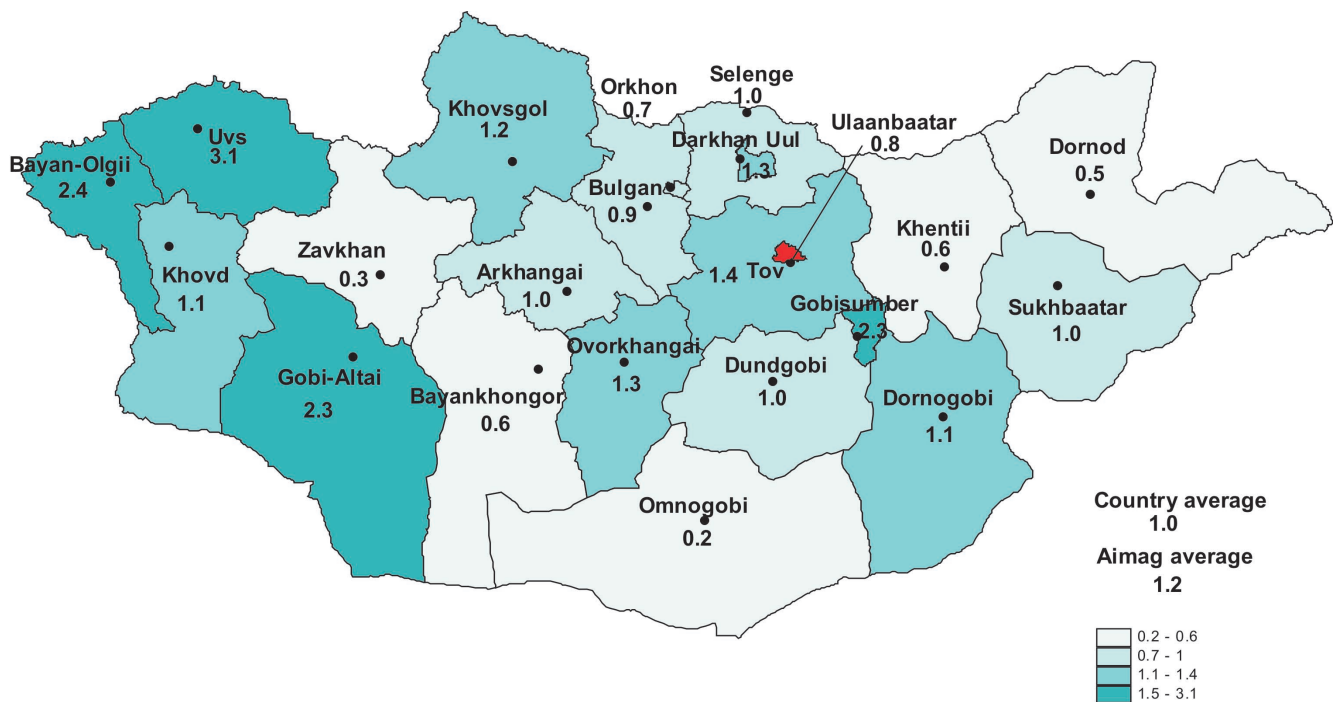 Selenge
1.0
Orkhon
0.7
Khovsgol
1.2
Ulaanbaatar
0.8
Uvs
3.1
Darkhan Uul
1.3
Dornod
0.5
Bayan-Olgii
2.4
Bulgan
0.9
Khentii
0.6
Zavkhan
0.3
Khovd
1.1
Arkhangai
1.0
1.4 Tov
Gobisumber
2.3
Sukhbaatar
1.0
Ovorkhangai
1.3
Dundgobi
1.0
Gobi-Altai
2.3
Bayankhongor
0.6
Dornogobi
1.1
Omnogobi
0.2
Country average
1.0
Aimag average
1.2
0.2 - 0.6
0.7 - 1
1.1 - 1.4
1.5 - 3.1